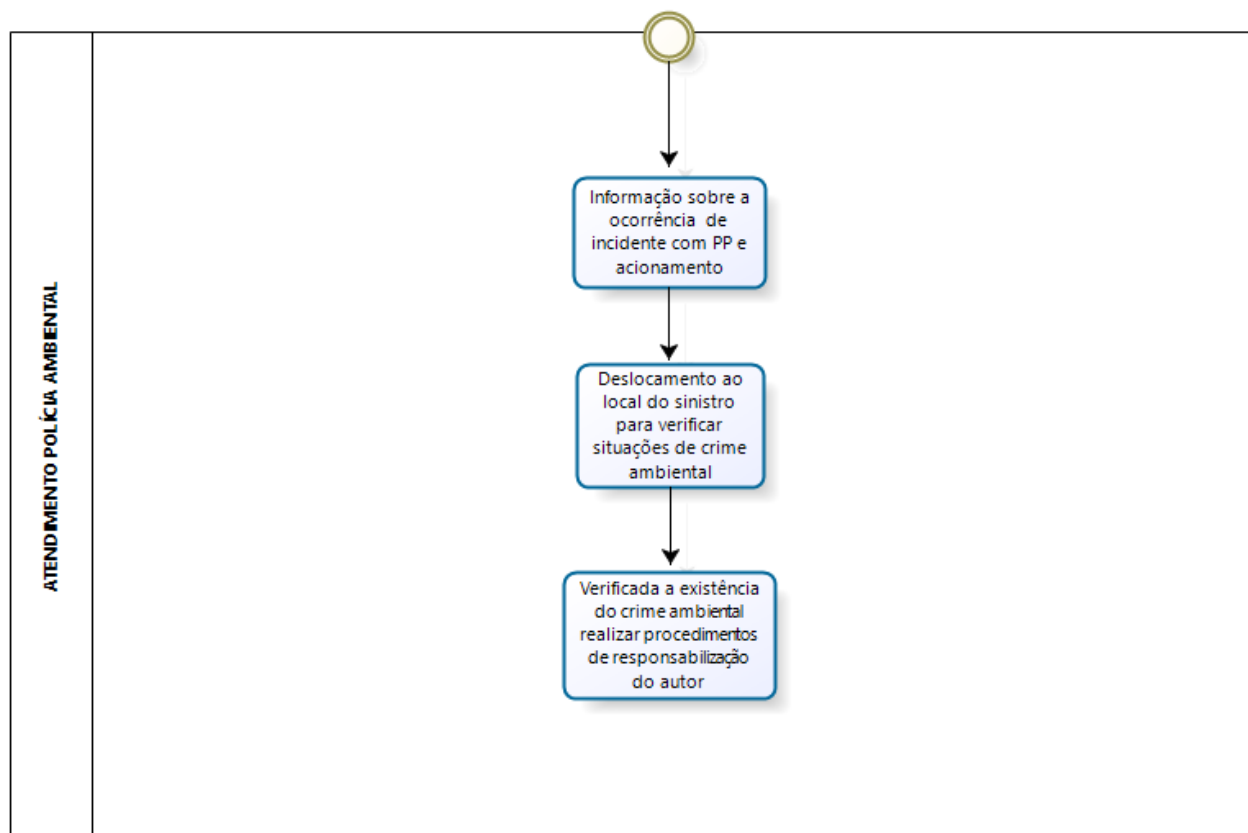 ATENDIMENTO POLÍCIA AMBIENTAL
Informação sobre a
ocorrência de
incidente com PP e
acionamento
Deslocamento ao
local do sinistro
para verificar
situações de crime
ambiental
Verificada a existência
do crime ambiental
realizar procedimentos
de responsabilização
do autor